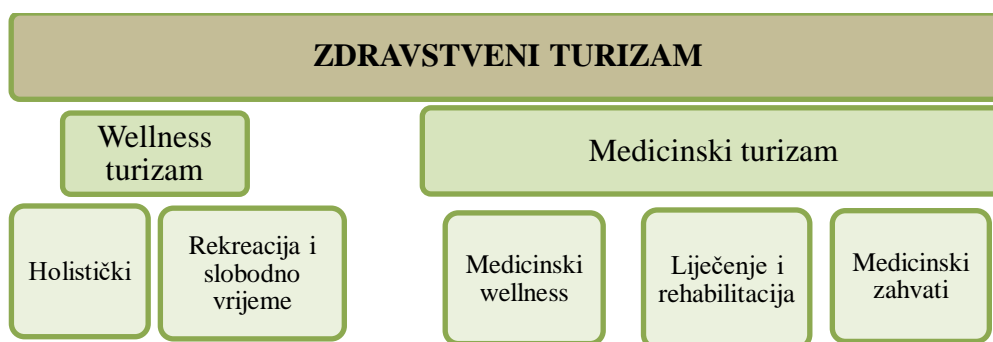 ZDRAVSTVENI TURIZAM
Wellness
turizam
Medicinski turizam
Holistički
Rekreacija i
slobodno
vrijeme
Medicinski
wellness
Liječenje i
rehabilitacija
Medicinski
zahvati